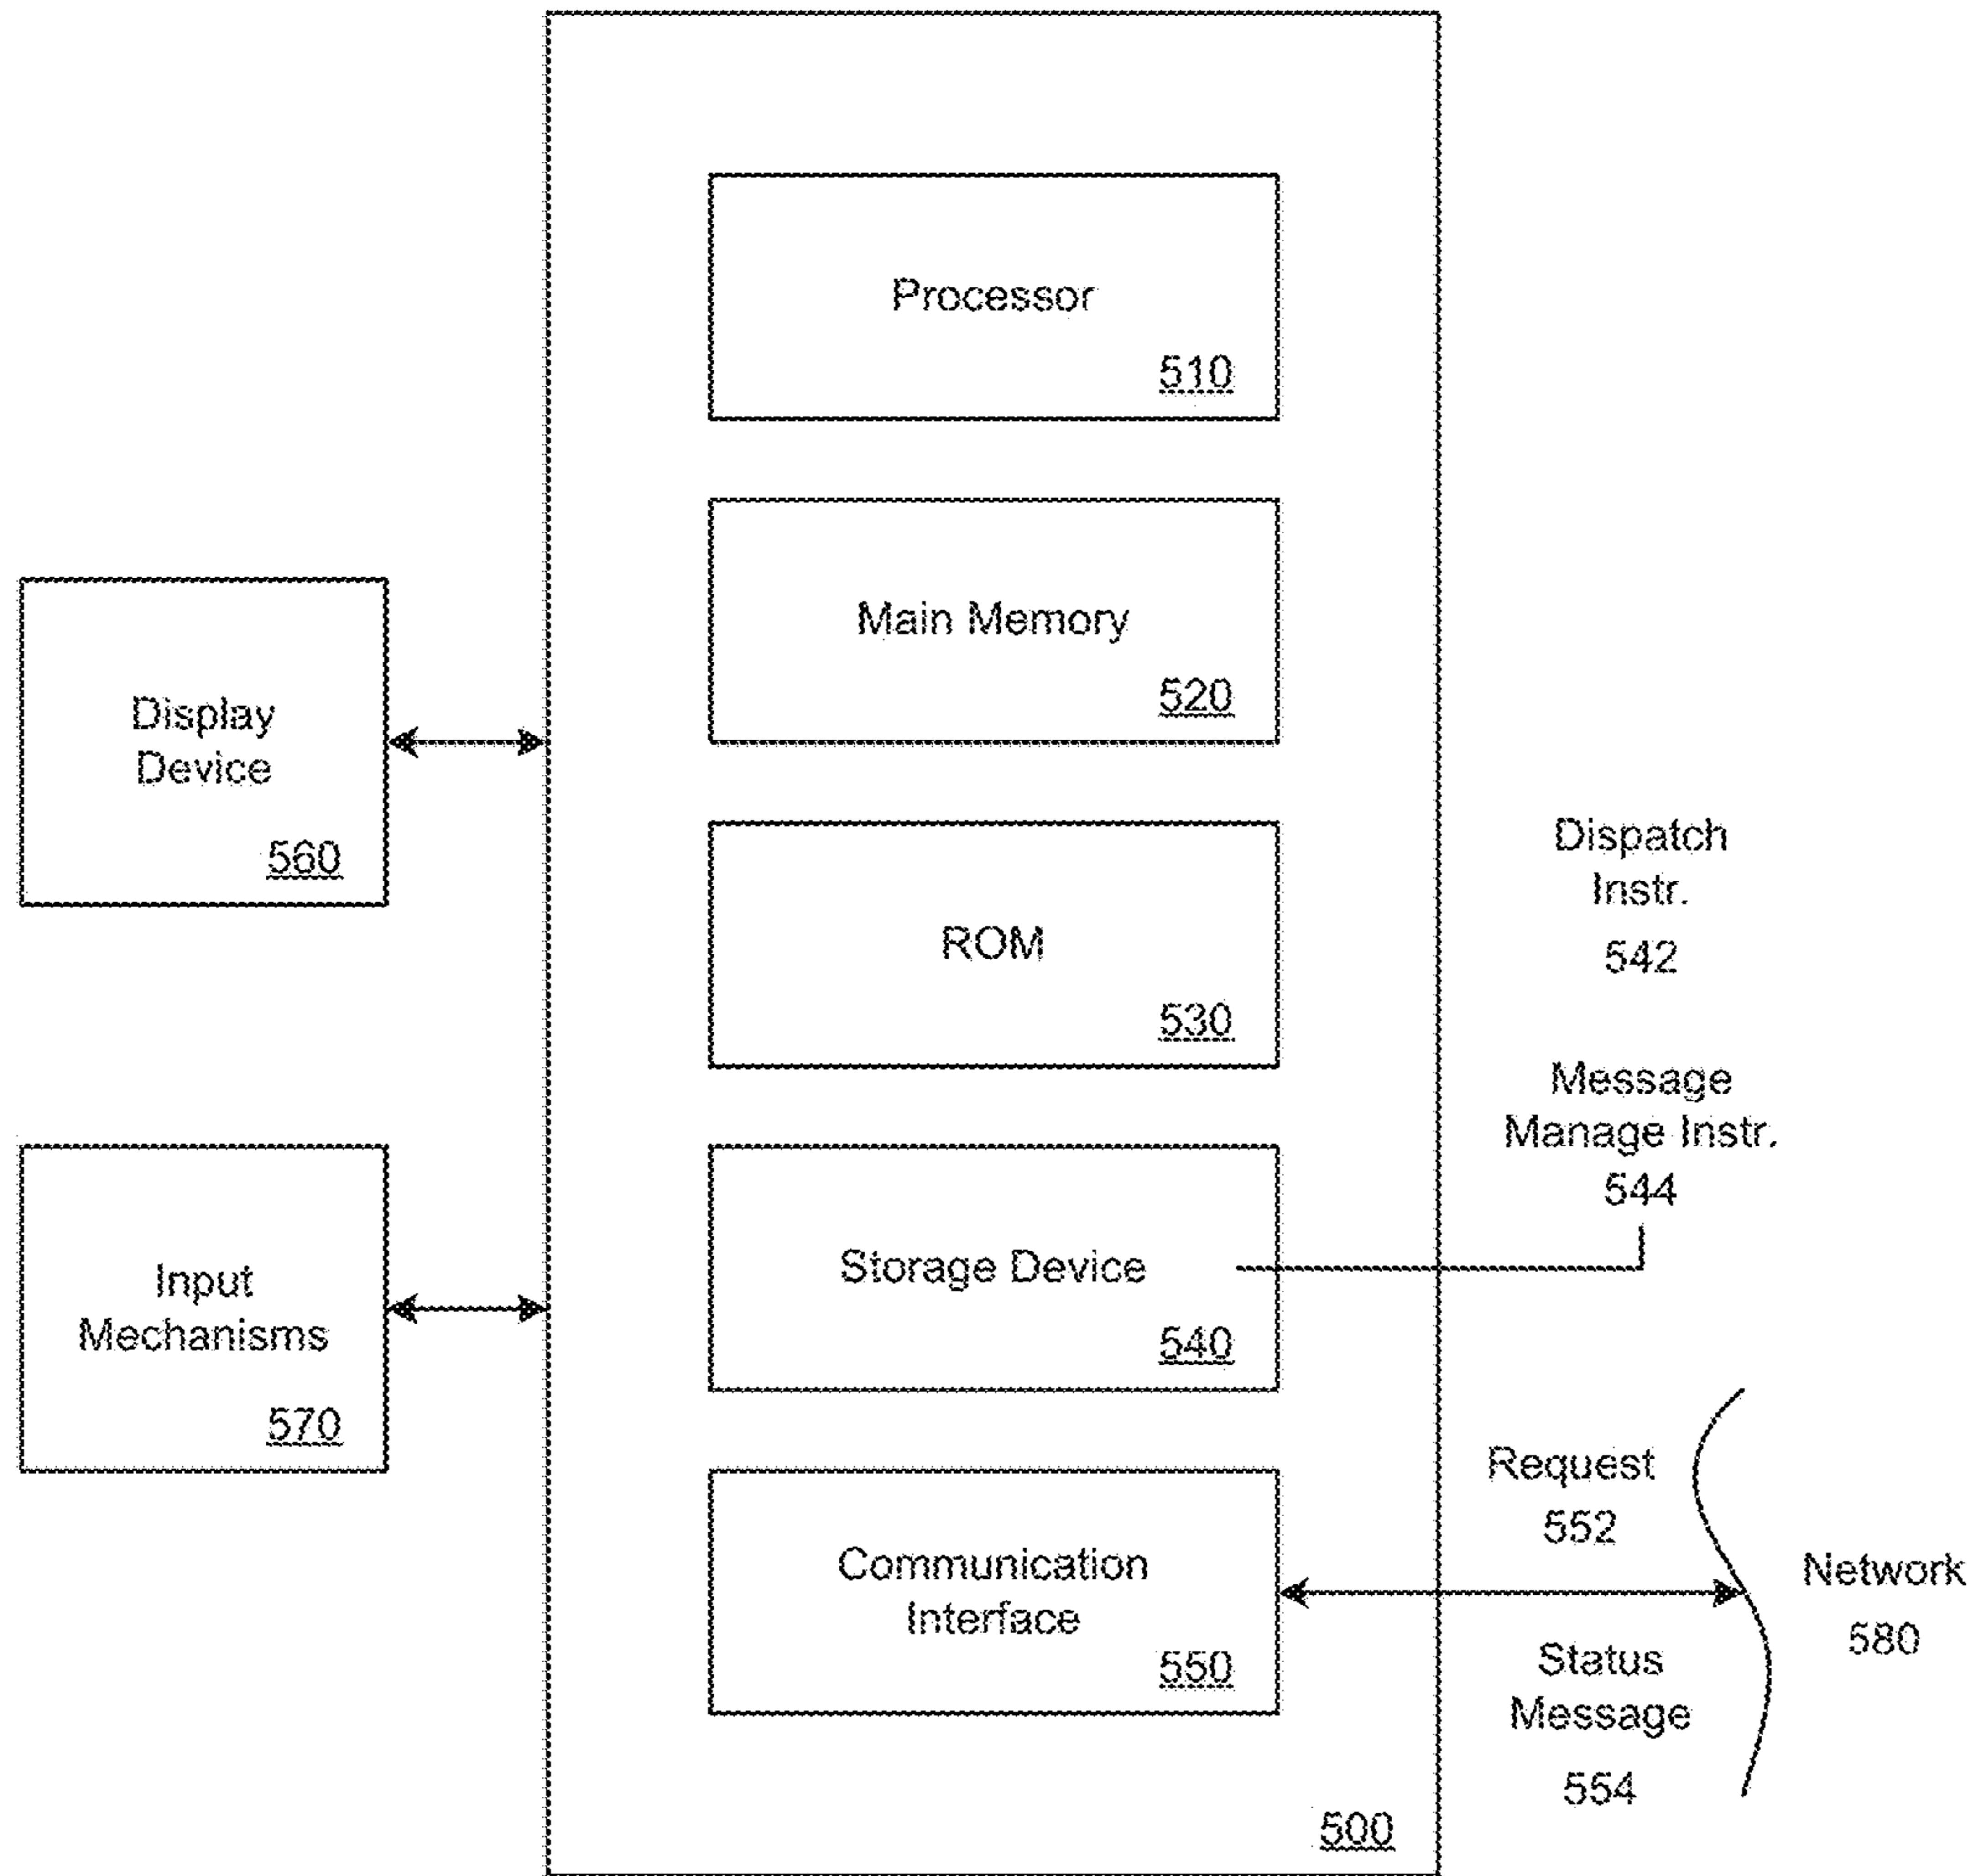 Processor
510
Main Memory
520
Display
Device
560
ROM
530
Dispatch
Instr.
542
Message
Manage Instr.
544
Storage Device
540
Input
Mechanisms
570
Communication
Interface
550
Request
552
Status
Message
554
Network
580
500